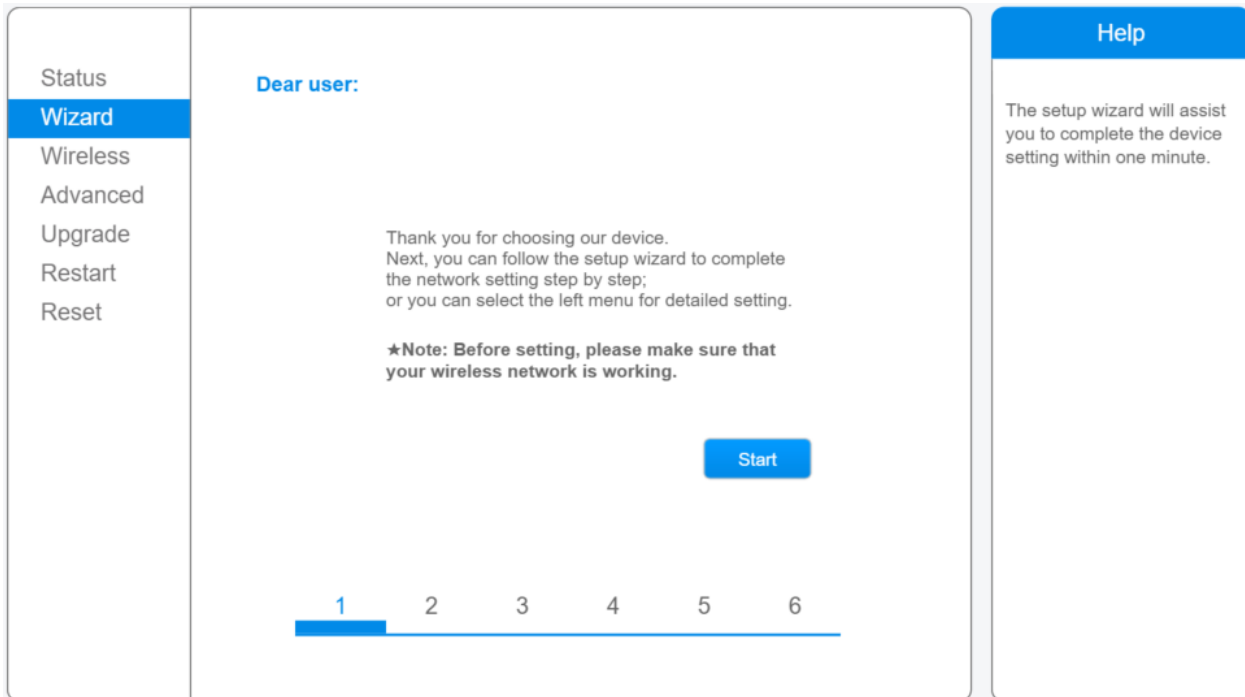 Status
Wizard
Wireless
Advanced
Upgrade
Restart
Reset
Dear user:
Thank you for choosing our device.
Next, you can follow the setup wizard to complete
the network setting step by step;
or you can select the left menu for detailed setting.
★Note: Before setting, please make sure that
your wireless network is working.
Start
1 2 3 4 5 6
Help
The setup wizard will assist
you to complete the device
setting within one minute.